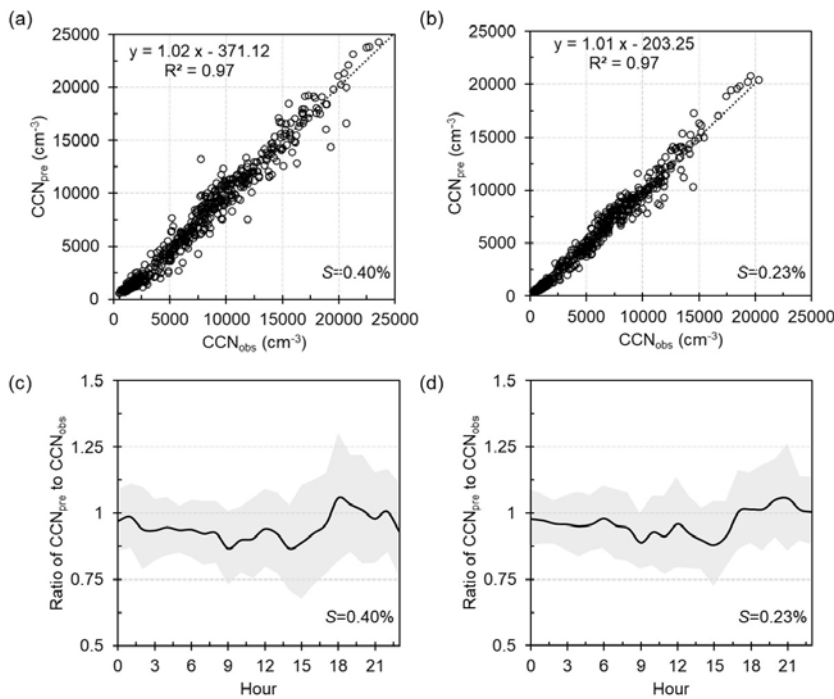 (a)
25000
20000
15000
10000
5000
0
CCNpre (cm-3)
y = 1.02 x - 371.12
R² = 0.97
S=0.40%
0 5000 10000 15000 20000 25000
CCNobs (cm-3)
(b)
25000
20000
15000
10000
5000
0
CCNpre (cm-3)
y = 1.01 x - 203.25
R² = 0.97
S=0.23%
0 5000 10000 15000 20000 25000
CCNobs (cm-3)
(c)
1.5
1.25
1
0.75
0.5
Ratio of CCNpre to CCNobs
S=0.40%
0 3 6 9 12 15 18 21
Hour
(d)
1.5
1.25
1
0.75
0.5
Ratio of CCNpre to CCNobs
S=0.23%
0 3 6 9 12 15 18 21
Hour